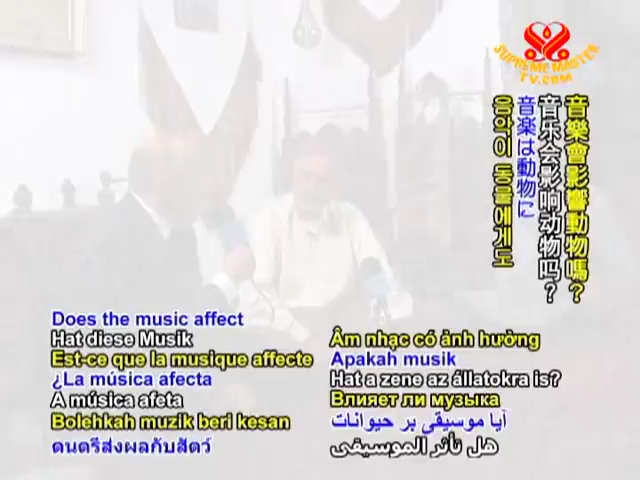 SUPREME MASTER
TV.COM
音樂會影響動物嗎?
音乐会影响动物吗?
音楽は動物に
음악이 동물에게도
Does the music affect
Hat diese Musik
Est-ce que la musique affecte
¿La música afecta
A música afeta
Bolehkah muzik beri kesan
ดนตรีส่งผลกับสัตว์
Âm nhạc có ảnh hưởng
Apakah musik
Hat a zene az állatokra is?
Влияет ли музыка
آیا موسیقی بر حیوانات
هل تأثر الموسيقى